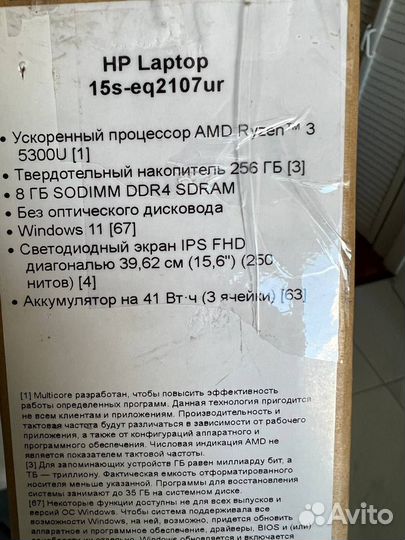 HP Laptop
15s-eq2107ur
• Ускоренный процессор AMD Ryzen™ 3
5300U [1]
• Твердотельный накопитель 256 ГБ [3]
• 8 ГБ SODIMM DDR4 SDRAM
• Без оптического дисковода
• Windows 11 [67]
• Светодиодный экран IPS FHD
диагональю 39,62 см (15,6") (250
нитов) [4]
• Аккумулятор на 41 Вт·ч (3 ячейки) [63]
[1] Multicore разработан, чтобы повысить эффективность
работы определенных программ. Данная технология пригодится
не всем клиентам и приложениям. Производительность и
тактовая частота будут различаться в зависимости от рабочего
приложения, а также от конфигураций аппаратного и
программного обеспечения. Числовая индикация AMD не
является показателем тактовой частоты.
[3] Для запоминающих устройств ГБ равен миллиарду бит, а
ТБ — триллиону. Фактическая емкость отформатированного
носителя меньше указанной. Программы для восстановления
системы занимают до 35 ГБ на системном диске.
[67] Некоторые функции доступны не для всех выпусков и
версий ОС Windows. Чтобы система поддерживала все
возможности Windows, на ней, возможно, придется обновить
аппаратное и программное обеспечение, драйверы, BIOS и (или)
Windows обновляется и включается
Avito